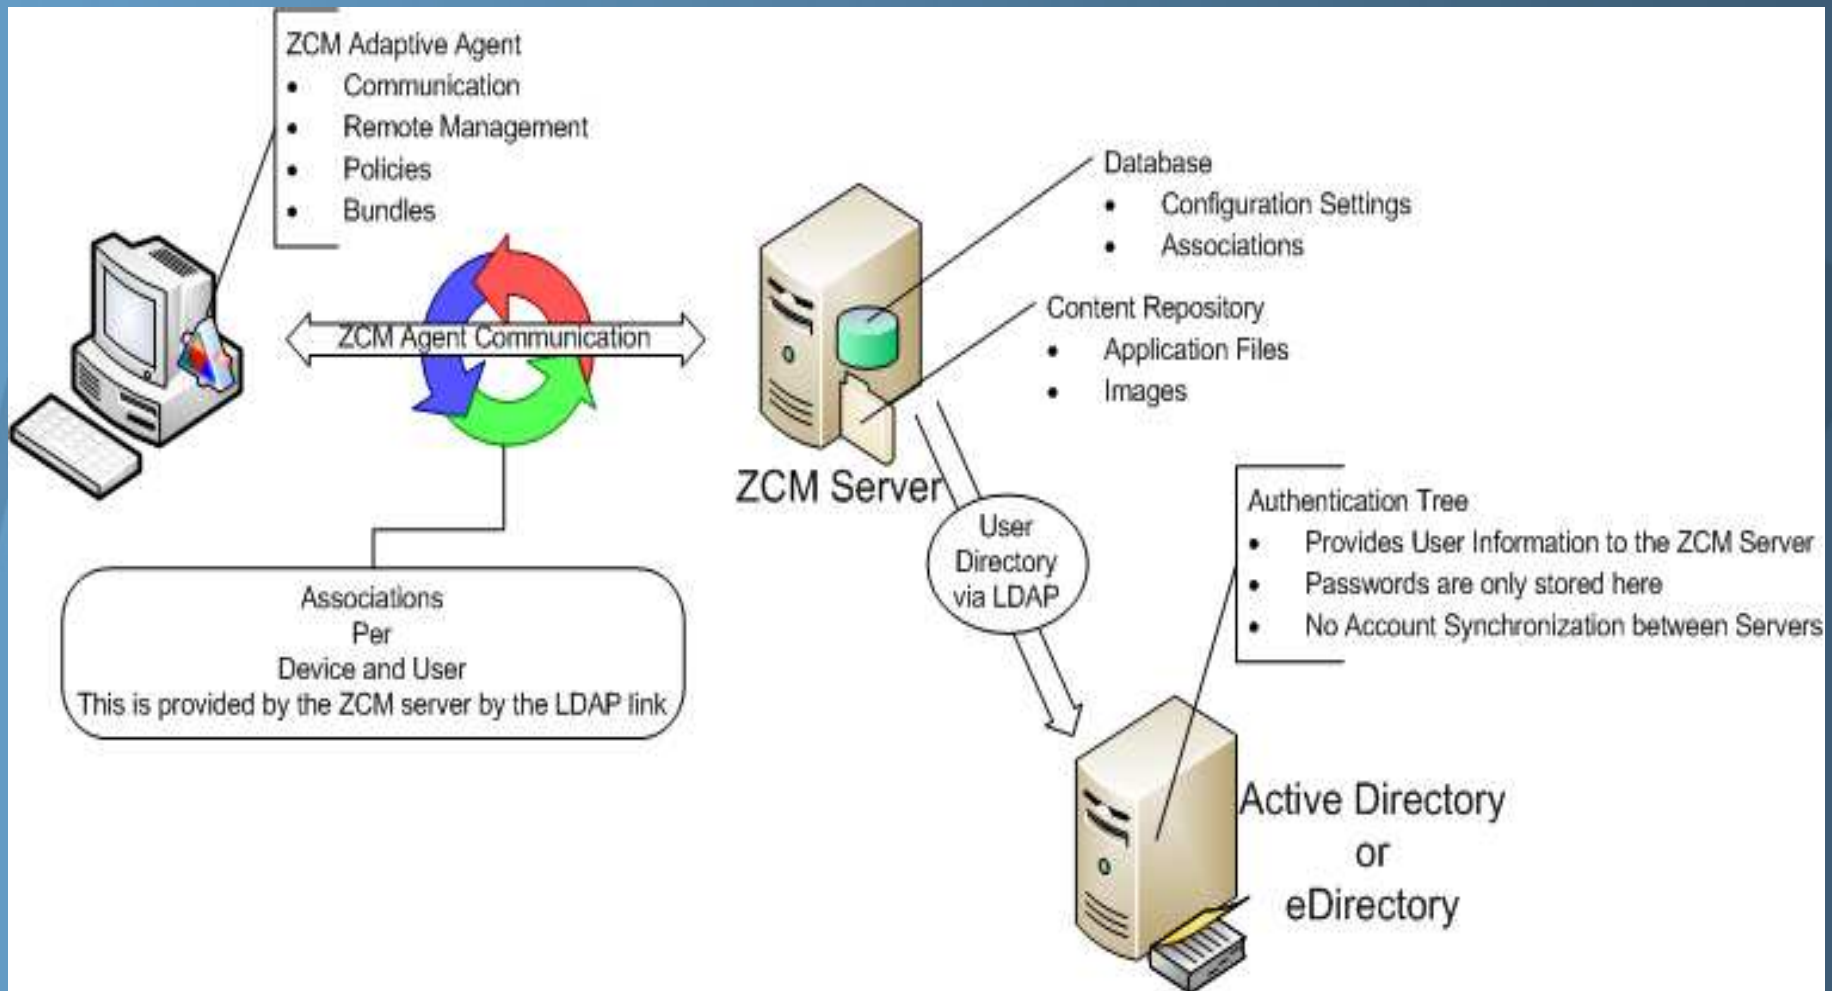 ZCM Adaptive Agent
• Communication
• Remote Management
• Policies
• Bundles
ZCM Agent Communication
Associations
Per
Device and User
This is provided by the ZCM server by the LDAP link
Database
• Configuration Settings
• Associations
Content Repository
• Application Files
• Images
ZCM Server
User
Directory
via LDAP
Authentication Tree
• Provides User Information to the ZCM Server
• Passwords are only stored here
• No Account Synchronization between Servers
Active Directory
or
eDirectory